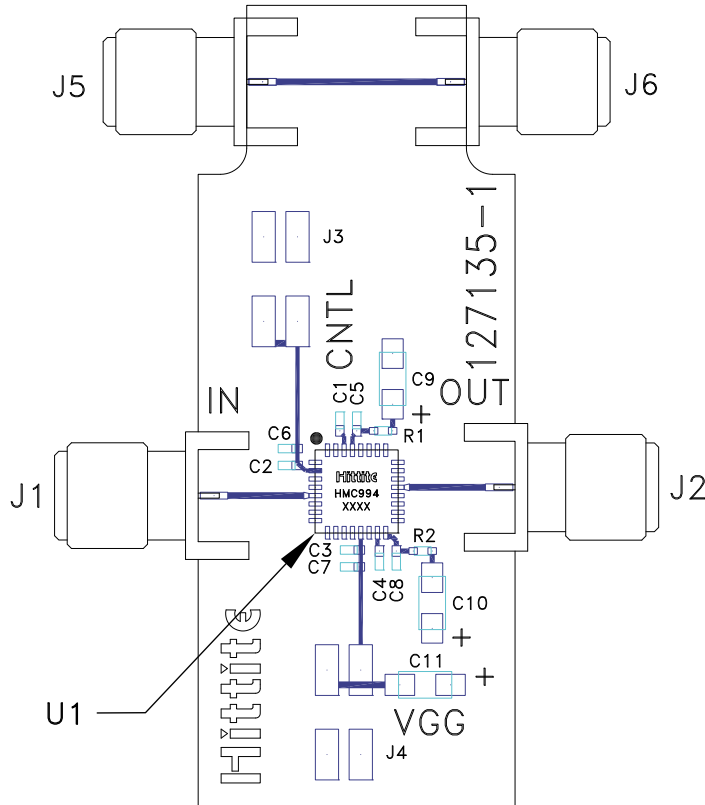 J5
J6
J3
127135-1
CNTL
C9
OUT
C1
C5
IN
+
R1
C6
C2
Hittite
HMC994
XXXX
J1
J2
C3
C7
C4
C8
R2
C10
+
Hittite
C11
+
U1
VGG
J4